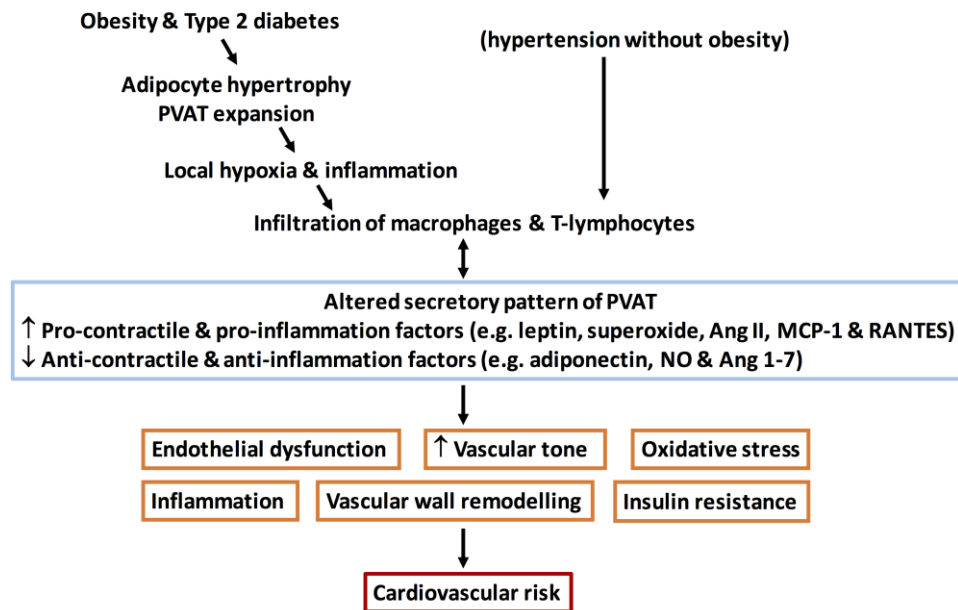 Obesity & Type 2 diabetes
(hypertension without obesity)
Adipocyte hypertrophy
PVAT expansion
Local hypoxia & inflammation
Infiltration of macrophages & T-lymphocytes
Altered secretory pattern of PVAT
↑ Pro-contractile & pro-inflammation factors (e.g. leptin, superoxide, Ang II, MCP-1 & RANTES)
↓ Anti-contractile & anti-inflammation factors (e.g. adiponectin, NO & Ang 1-7)
Endothelial dysfunction
↑ Vascular tone
Oxidative stress
Inflammation
Vascular wall remodelling
Insulin resistance
Cardiovascular risk